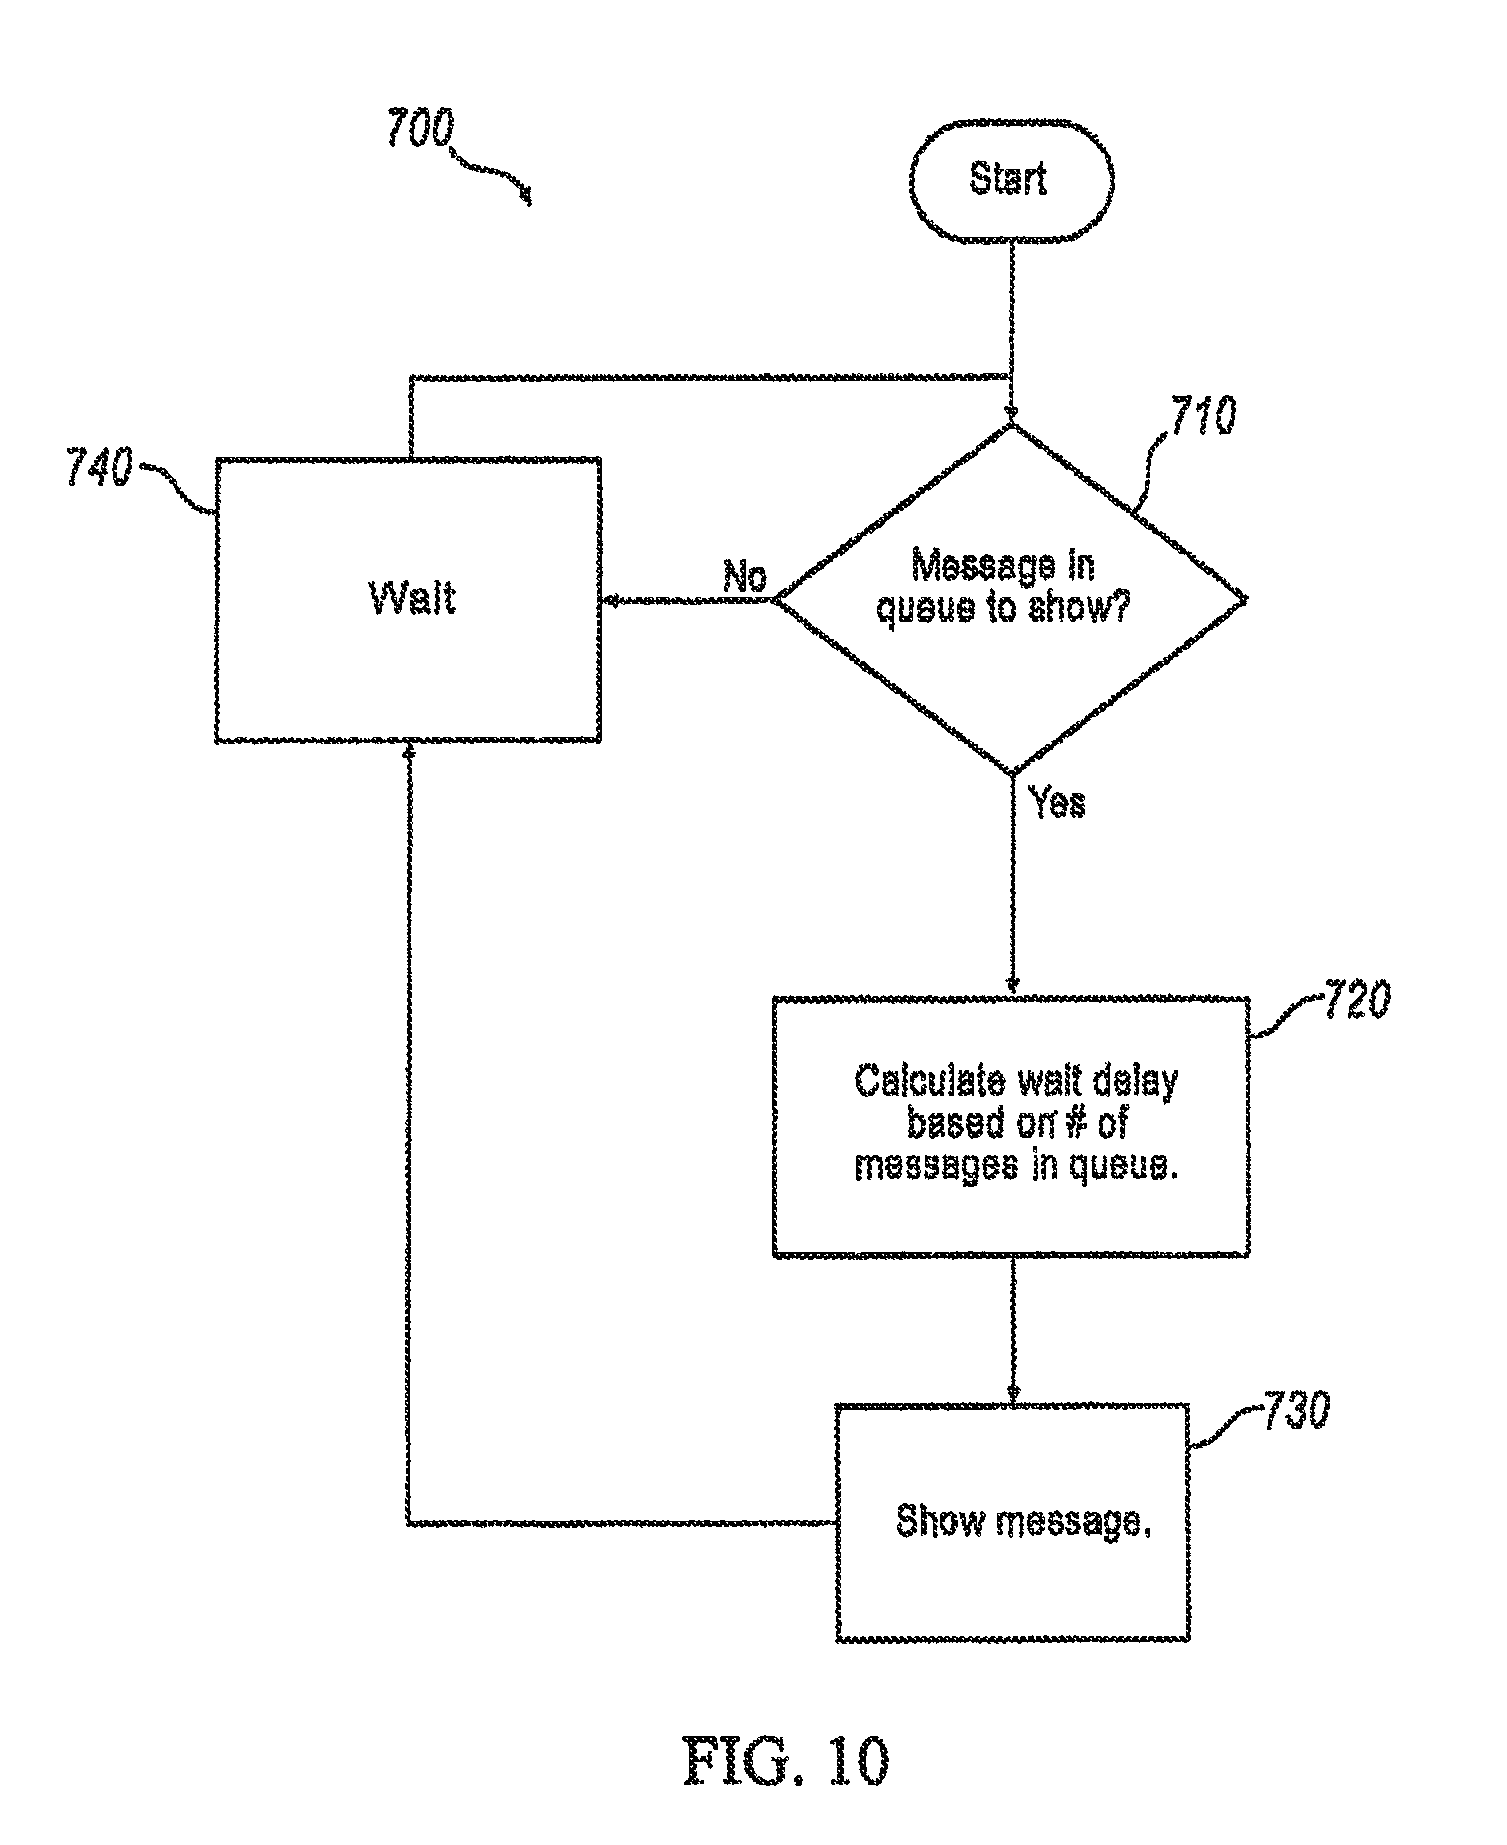 700
Start
710
740
Message in
queue to show?
No
Wait
Yes
720
Calculate wait delay
based on # of
messages in queue.
730
Show message.
FIG. 10